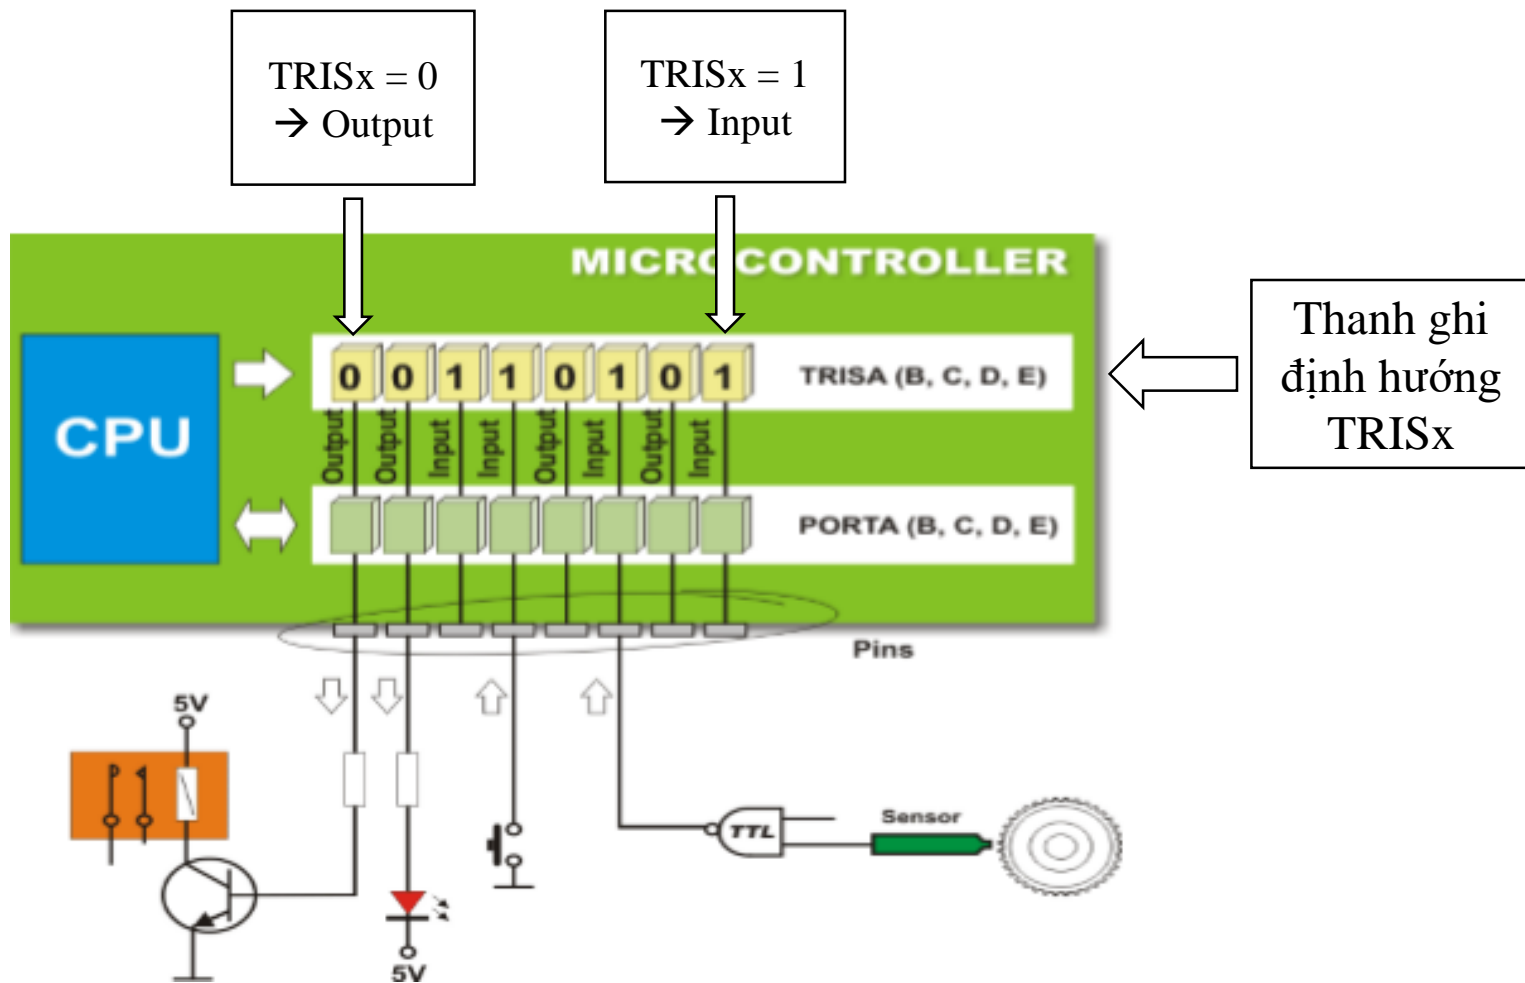 TRISx = 0
→ Output
TRISx = 1
→ Input
MICROCONTROLLER
Thanh ghi
định hướng
TRISx
CPU
0 0 1 1 0 1 0 1
TRISA (B, C, D, E)
Output Output Input Input Output Input Output Input
PORTA (B, C, D, E)
Pins
5V
TTL
Sensor
5V